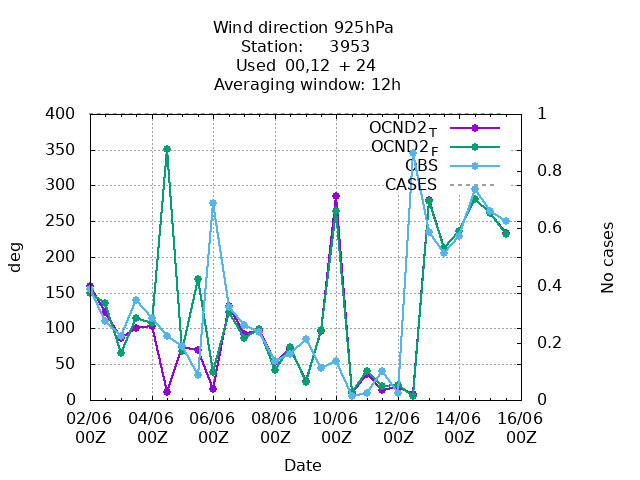 Wind direction 925hPa
Station: 3953
Used 00,12 + 24
Averaging window: 12h
400
350
300
250
200
150
100
50
0
deg
1
0.8
0.6
0.4
0.2
0
No cases
OCND2T
OCND2F
OBS
CASES
02/06 04/06 06/06 08/06 10/06 12/06 14/06 16/06
00Z 00Z 00Z 00Z 00Z 00Z 00Z 00Z
Date